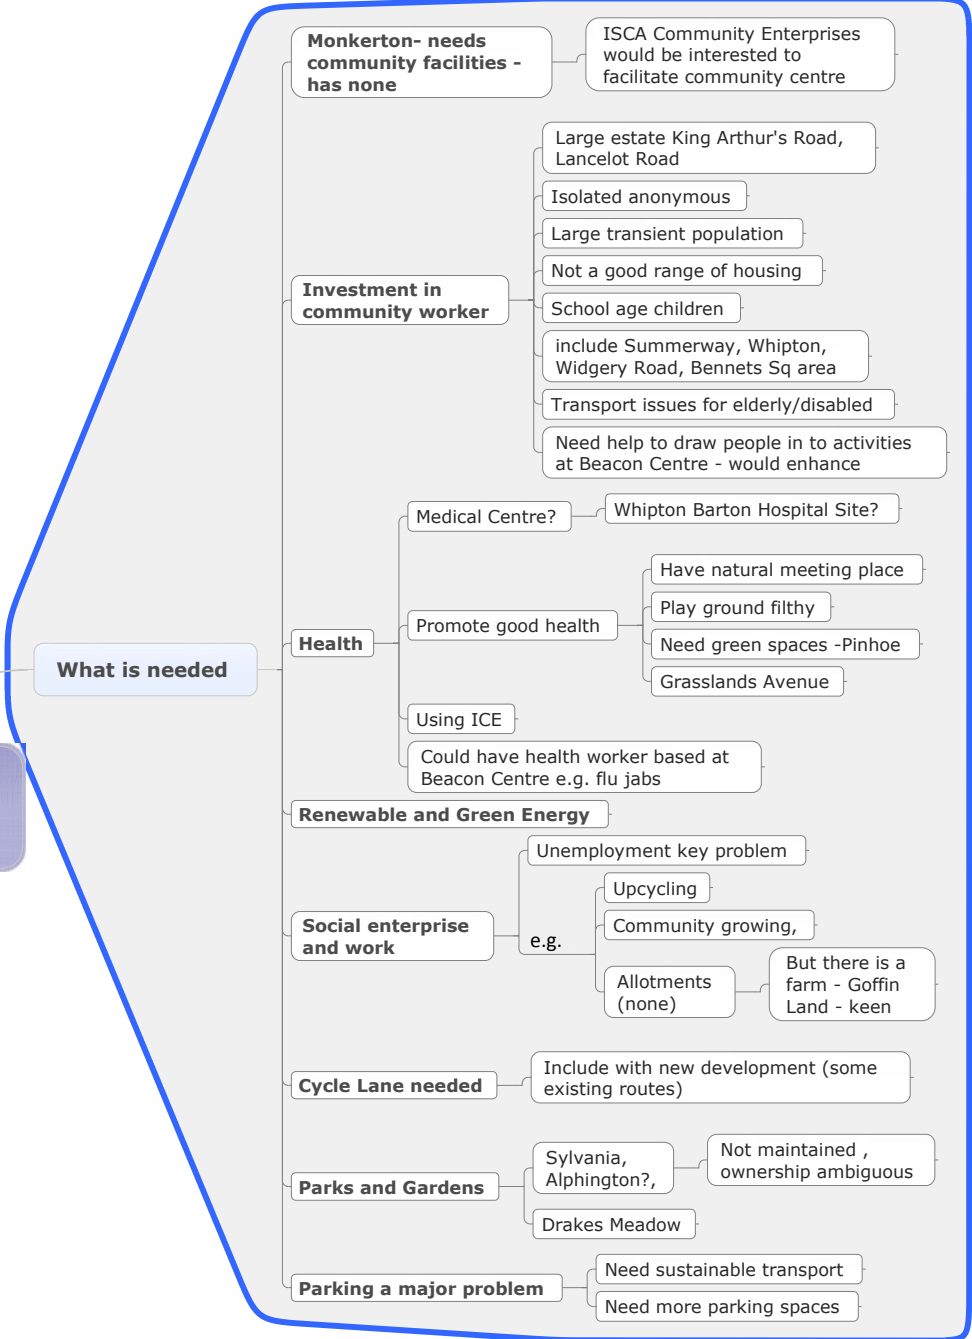 Monkerton- needs
community facilities -
has none
ISCA Community Enterprises
would be interested to
facilitate community centre
Investment in
community worker
Large estate King Arthur's Road,
Lancelot Road
Isolated anonymous
Large transient population
Not a good range of housing
School age children
include Summerway, Whipton,
Widgery Road, Bennets Sq area
Transport issues for elderly/disabled
Need help to draw people in to activities
at Beacon Centre - would enhance
What is needed
Health
Medical Centre?
Whipton Barton Hospital Site?
Promote good health
Have natural meeting place
Play ground filthy
Need green spaces -Pinhoe
Grasslands Avenue
Using ICE
Could have health worker based at
Beacon Centre e.g. flu jabs
Renewable and Green Energy
Social enterprise
and work
Unemployment key problem
e.g.
Upcycling
Community growing,
Allotments
(none)
But there is a
farm - Goffin
Land - keen
Cycle Lane needed
Include with new development (some
existing routes)
Parks and Gardens
Sylvania,
Alphington?,
Not maintained ,
ownership ambiguous
Drakes Meadow
Parking a major problem
Need sustainable transport
Need more parking spaces